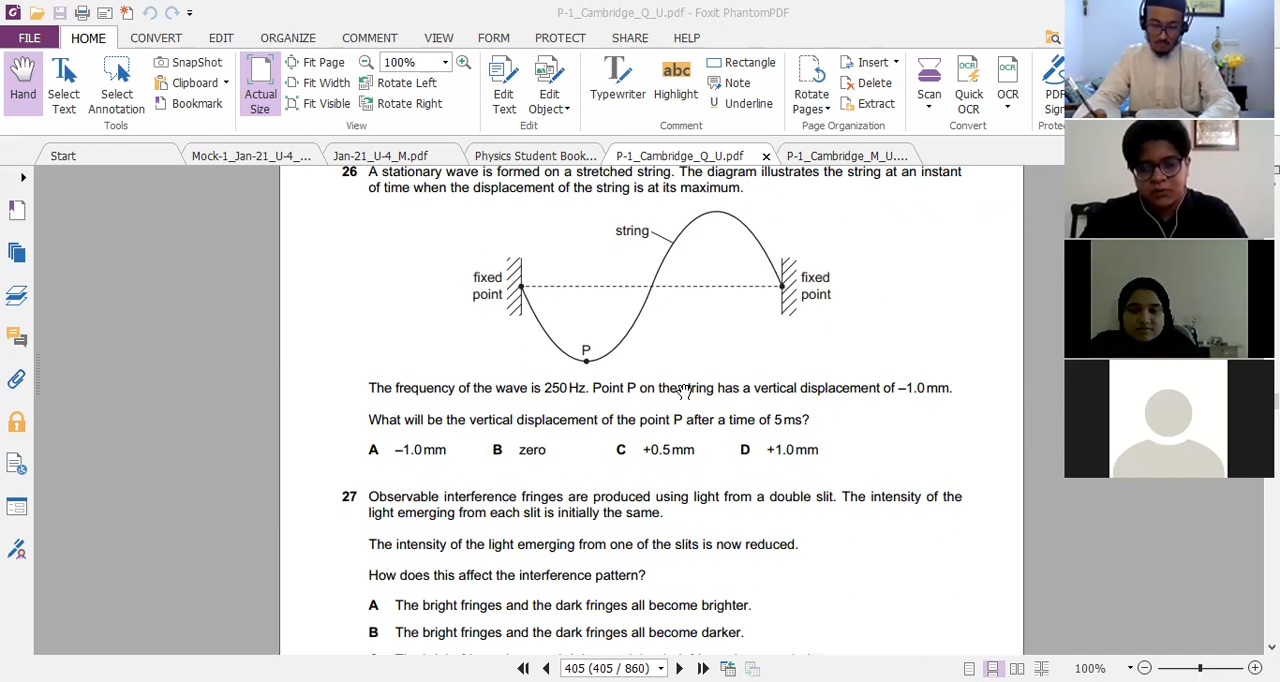 P-1_Cambridge_Q_U.pdf - Foxit PhantomPDF
FILE HOME CONVERT EDIT ORGANIZE COMMENT VIEW FORM PROTECT SHARE HELP
Hand
Select Text
Select Annotation
SnapShot
Clipboard
Bookmark
Tools
Actual Size
Fit Page
Fit Width
Fit Visible
100%
Rotate Left
Rotate Right
View
Edit Text
Edit Object
Edit
Typewriter
abc
Highlight
Rectangle
Note
Underline
Comment
Rotate Pages
Insert
Delete
Extract
Page Organization
Scan
OCR
Quick OCR
OCR
OCR
Convert
PDF
Sign
Start
Mock-1_Jan-21_U-4_...
Jan-21_U-4_M.pdf
Physics Student Book...
P-1_Cambridge_Q_U.pdf
P-1_Cambridge_M_U....
26 A stationary wave is formed on a stretched string. The diagram illustrates the string at an instant
of time when the displacement of the string is at its maximum.
string
fixed point
fixed point
P
The frequency of the wave is 250 Hz. Point P on the string has a vertical displacement of –1.0 mm.
What will be the vertical displacement of the point P after a time of 5 ms?
A –1.0 mm B zero C +0.5 mm D +1.0 mm
27 Observable interference fringes are produced using light from a double slit. The intensity of the
light emerging from each slit is initially the same.
The intensity of the light emerging from one of the slits is now reduced.
How does this affect the interference pattern?
A The bright fringes and the dark fringes all become brighter.
B The bright fringes and the dark fringes all become darker.
405 (405 / 860)
100%